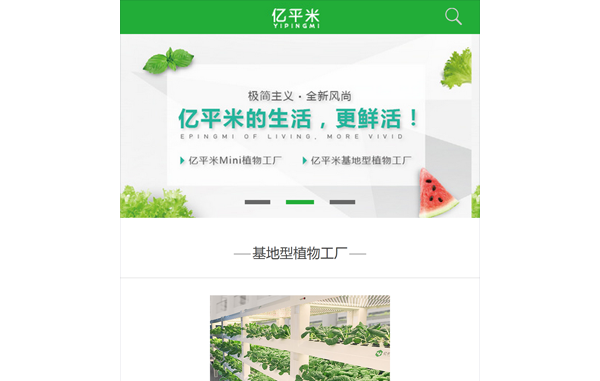 亿平米
YIPINGMI
极简主义·全新风尚
亿平米的生活，更鲜活！
EPINGMI OF LIVING, MORE VIVID
亿平米Mini植物工厂 亿平米基地型植物工厂
基地型植物工厂